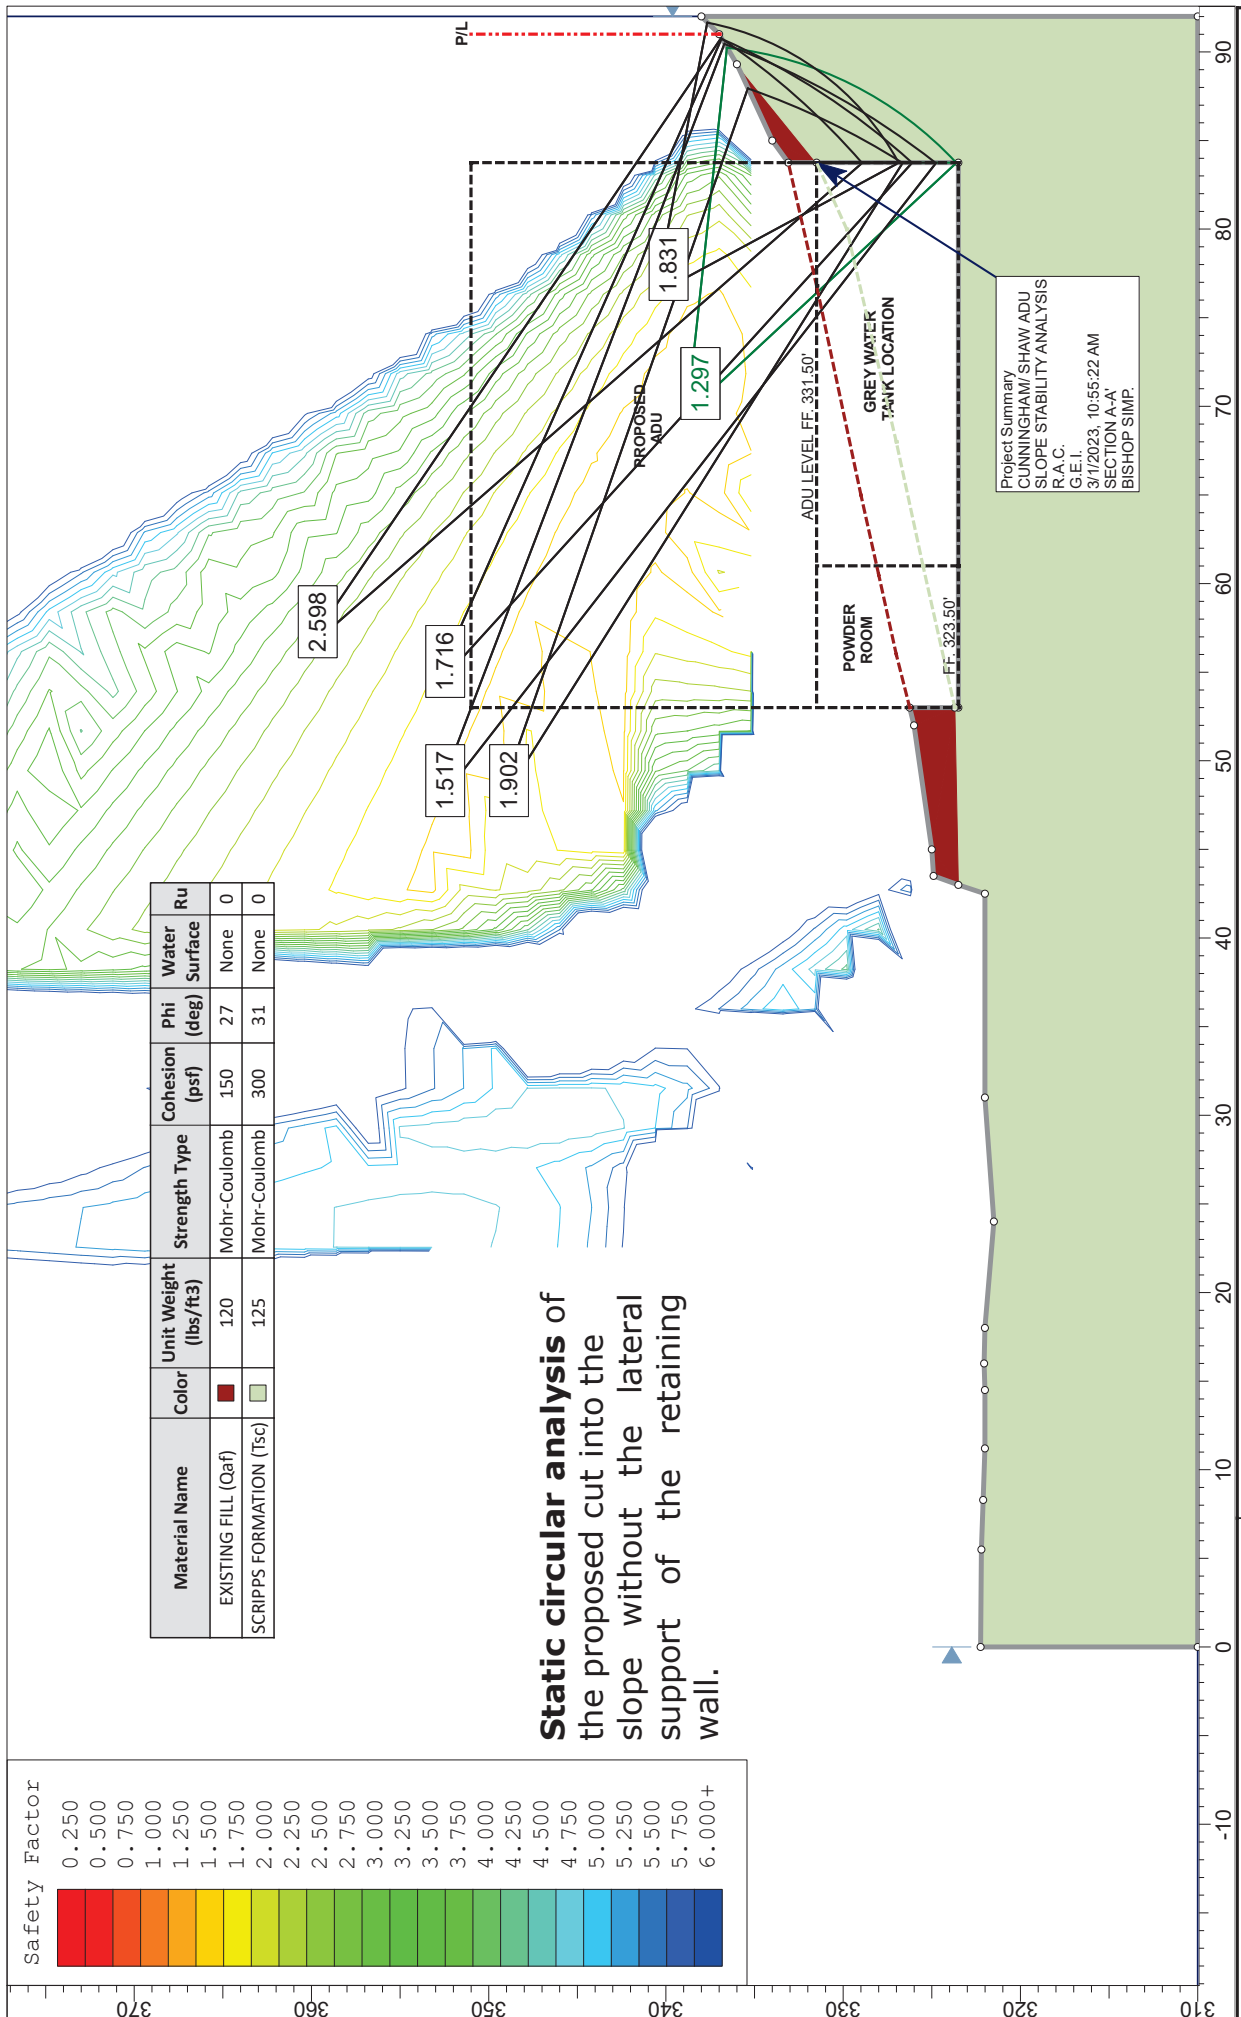 Safety Factor
0.250
0.500
0.750
1.000
1.250
1.500
1.750
2.000
2.250
2.500
2.750
3.000
3.250
3.500
3.750
4.000
4.250
4.500
4.750
5.000
5.250
5.500
5.750
6.000+
Material Name Color Unit Weight (lbs/ft3) Strength Type Cohesion (psf) Phi (deg) Water Surface Ru
EXISTING FILL (Qaf) 120 Mohr-Coulomb 150 27 None 0
SCRIPPS FORMATION (Tsc) 125 Mohr-Coulomb 300 31 None 0
Static circular analysis of
the proposed cut into the
slope without the lateral
support of the retaining
wall.
2.598
1.716
1.517
1.902
1.831
1.297
P/L
PROPOSED
ADU
ADU LEVEL FF. 331.50'
GREY WATER
TANK LOCATION
POWDER
ROOM
FF. 323.50'
Project Summary
CUNNINGHAM/ SHAW ADU
SLOPE STABILITY ANALYSIS
R.A.C.
G.E.I.
3/1/2023, 10:55:22 AM
SECTION A-A'
BISHOP SIMP.
370
360
350
340
330
320
310
-10 0 10 20 30 40 50 60 70 80 90